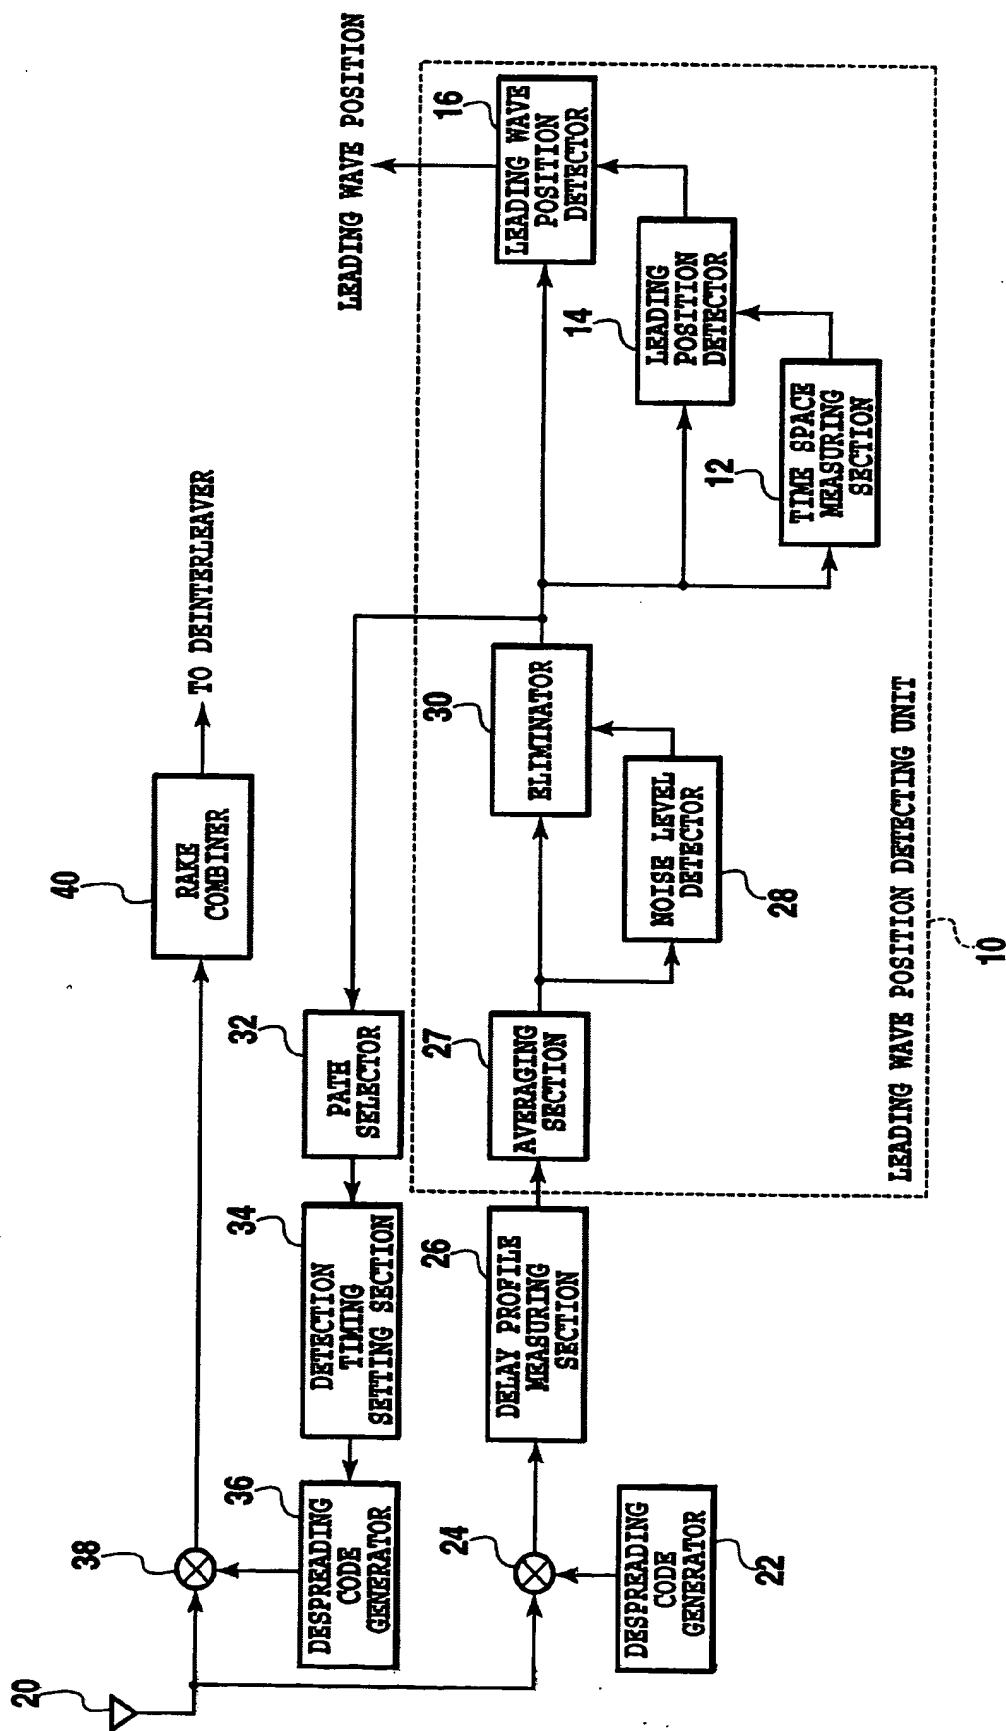 20
38
40
RAKE
COMBINER
TO DEINTERLEAVER
36
DESPREADING
CODE
GENERATOR
34
DETECTION
TIMING
SETTING SECTION
32
PATH
SELECTOR
LEADING WAVE POSITION
24
22
DESPREADING
CODE
GENERATOR
26
DELAY PROFILE
MEASURING
SECTION
27
AVERAGING
SECTION
28
NOISE LEVEL
DETECTOR
30
ELIMINATOR
12
TIME SPACE
MEASURING
SECTION
14
LEADING
POSITION
DETECTOR
16
LEADING WAVE
POSITION
DETECTOR
LEADING WAVE POSITION DETECTING UNIT
10